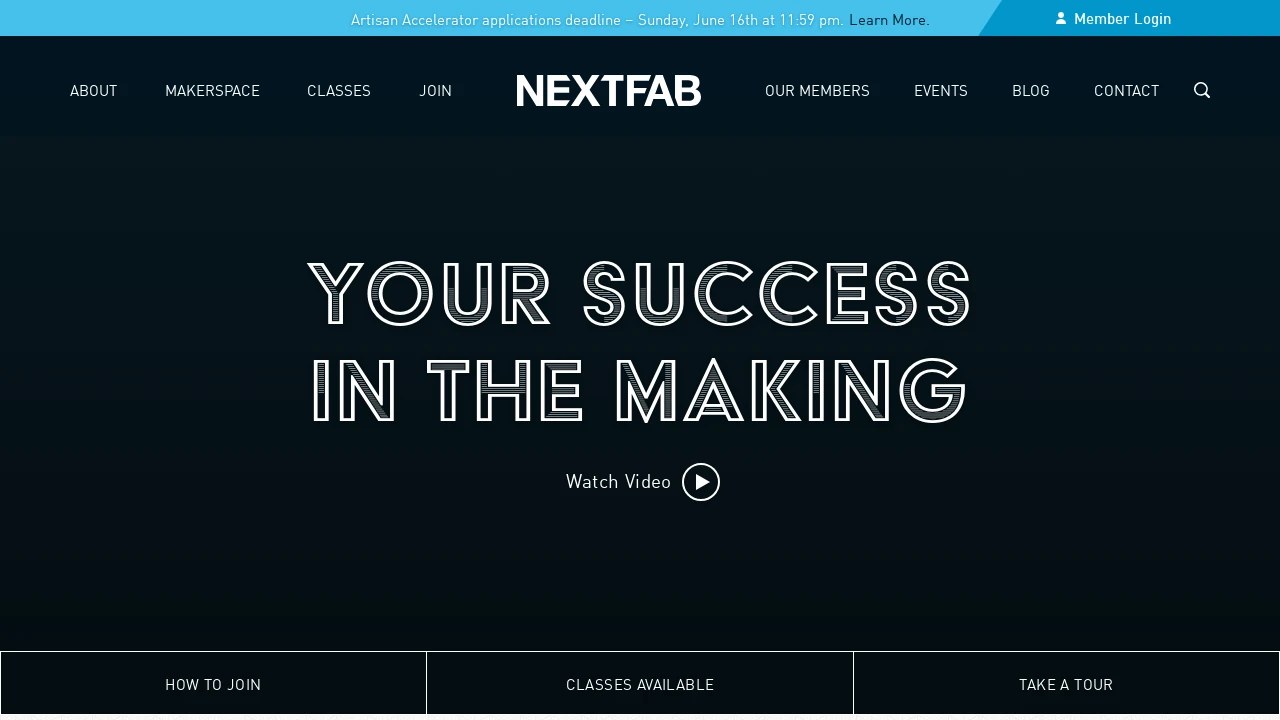 Artisan Accelerator applications deadline – Sunday, June 16th at 11:59 pm. Learn More.
Member Login
ABOUT
MAKERSPACE
CLASSES
JOIN
NEXTFAB
OUR MEMBERS
EVENTS
BLOG
CONTACT
YOUR SUCCESS
IN THE MAKING
Watch Video
HOW TO JOIN
CLASSES AVAILABLE
TAKE A TOUR